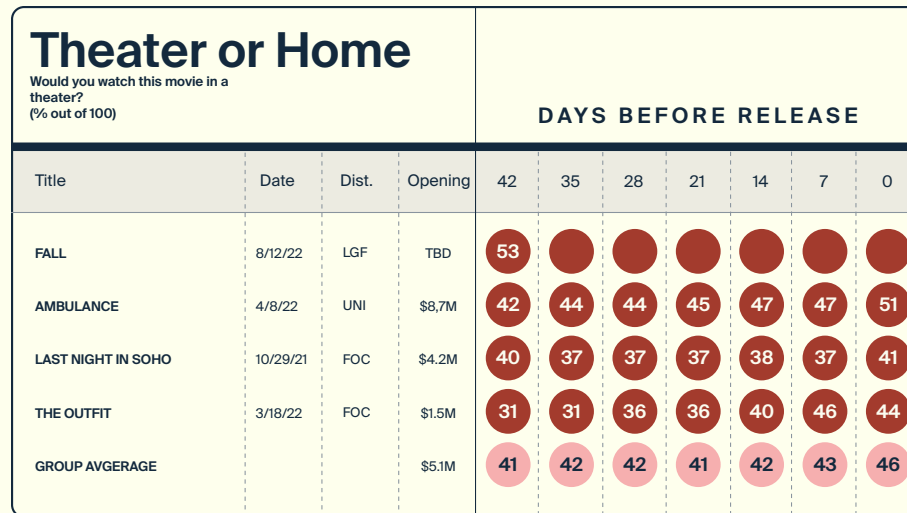 Theater or Home
Would you watch this movie in a
theater?
(% out of 100)
DAYS BEFORE RELEASE
Title Date Dist. Opening 42 35 28 21 14 7 0
FALL 8/12/22 LGF TBD 53
AMBULANCE 4/8/22 UNI $8,7M 42 44 44 45 47 47 51
LAST NIGHT IN SOHO 10/29/21 FOC $4.2M 40 37 37 37 38 37 41
THE OUTFIT 3/18/22 FOC $1.5M 31 31 36 36 40 46 44
GROUP AVGERAGE $5.1M 41 42 42 41 42 43 46